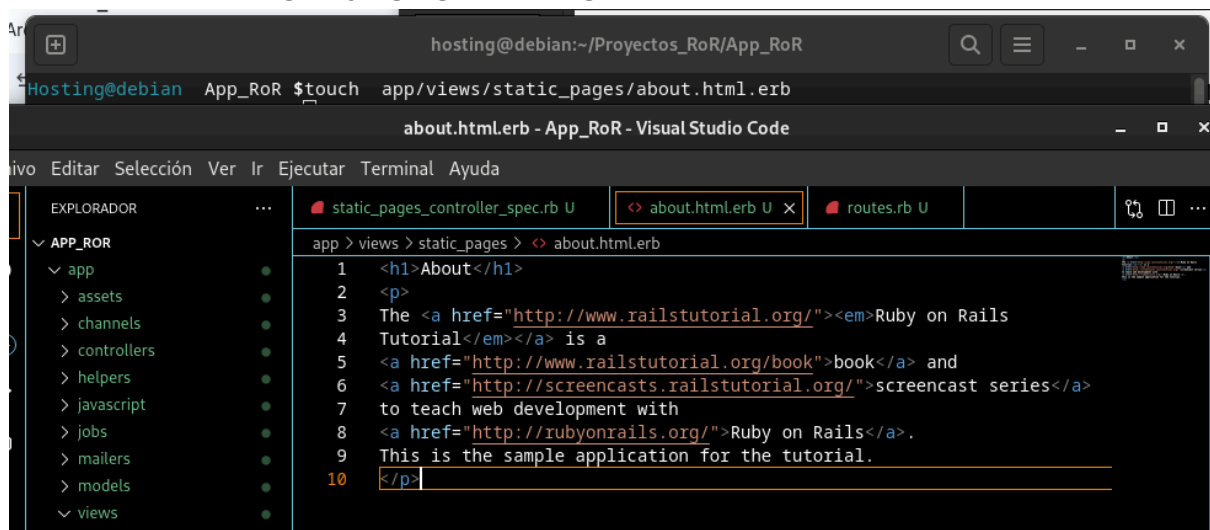 hosting@debian:~/Proyectos_RoR/App_RoR
Hosting@debian App_RoR $touch app/views/static_pages/about.html.erb
about.html.erb - App_RoR - Visual Studio Code
ivo Editar Selección Ver Ir Ejecutar Terminal Ayuda
EXPLORADOR ...
static_pages_controller_spec.rb U
about.html.erb U
routes.rb U
APP_ROR
app > views > static_pages > about.html.erb
app
assets
channels
controllers
helpers
javascript
jobs
mailers
models
views
1 <h1>About</h1>
2 <p>
3 The <a href="http://www.railstutorial.org/"><em>Ruby on Rails
4 Tutorial</em></a> is a
5 <a href="http://www.railstutorial.org/book">book</a> and
6 <a href="http://screencasts.railstutorial.org/">screencast series</a>
7 to teach web development with
8 <a href="http://rubyonrails.org/">Ruby on Rails</a>.
9 This is the sample application for the tutorial.
10 </p>